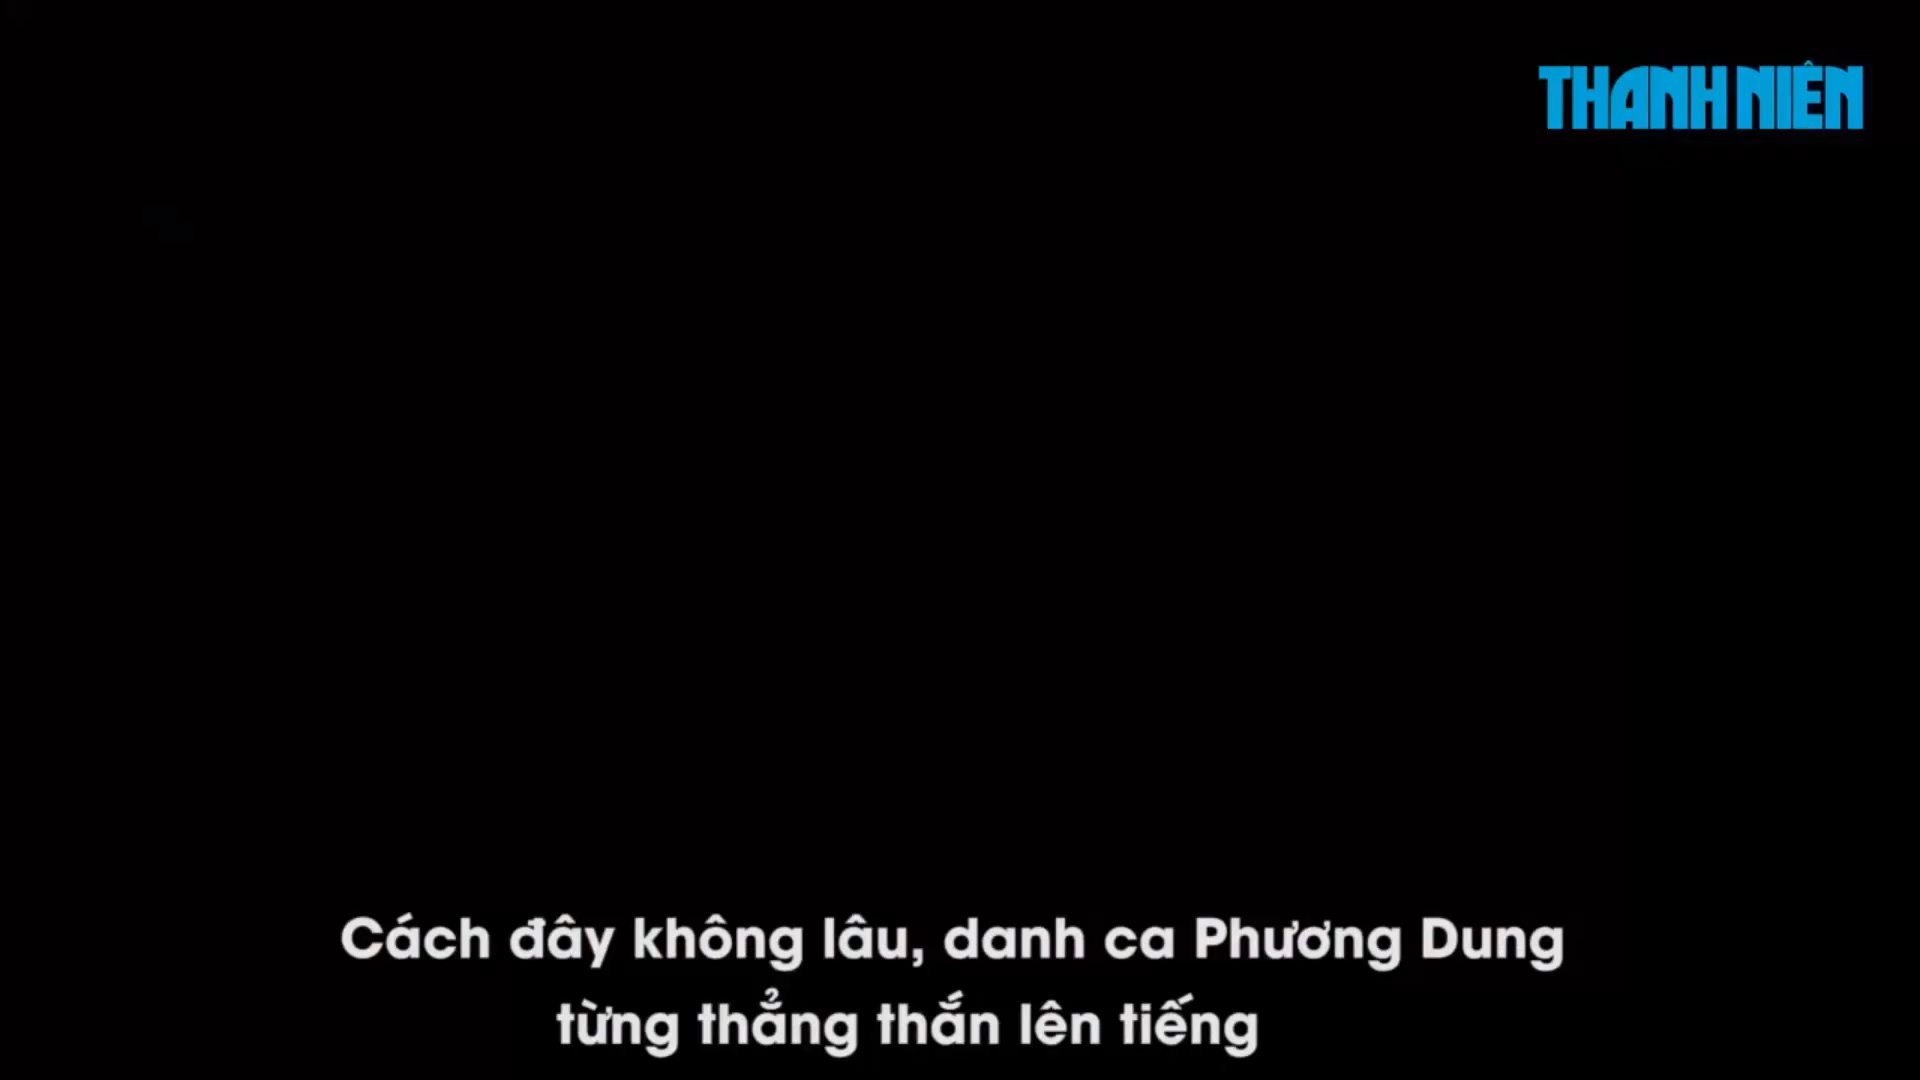 THANH NIÊN
Cách đây không lâu, danh ca Phương Dung
từng thẳng thắn lên tiếng